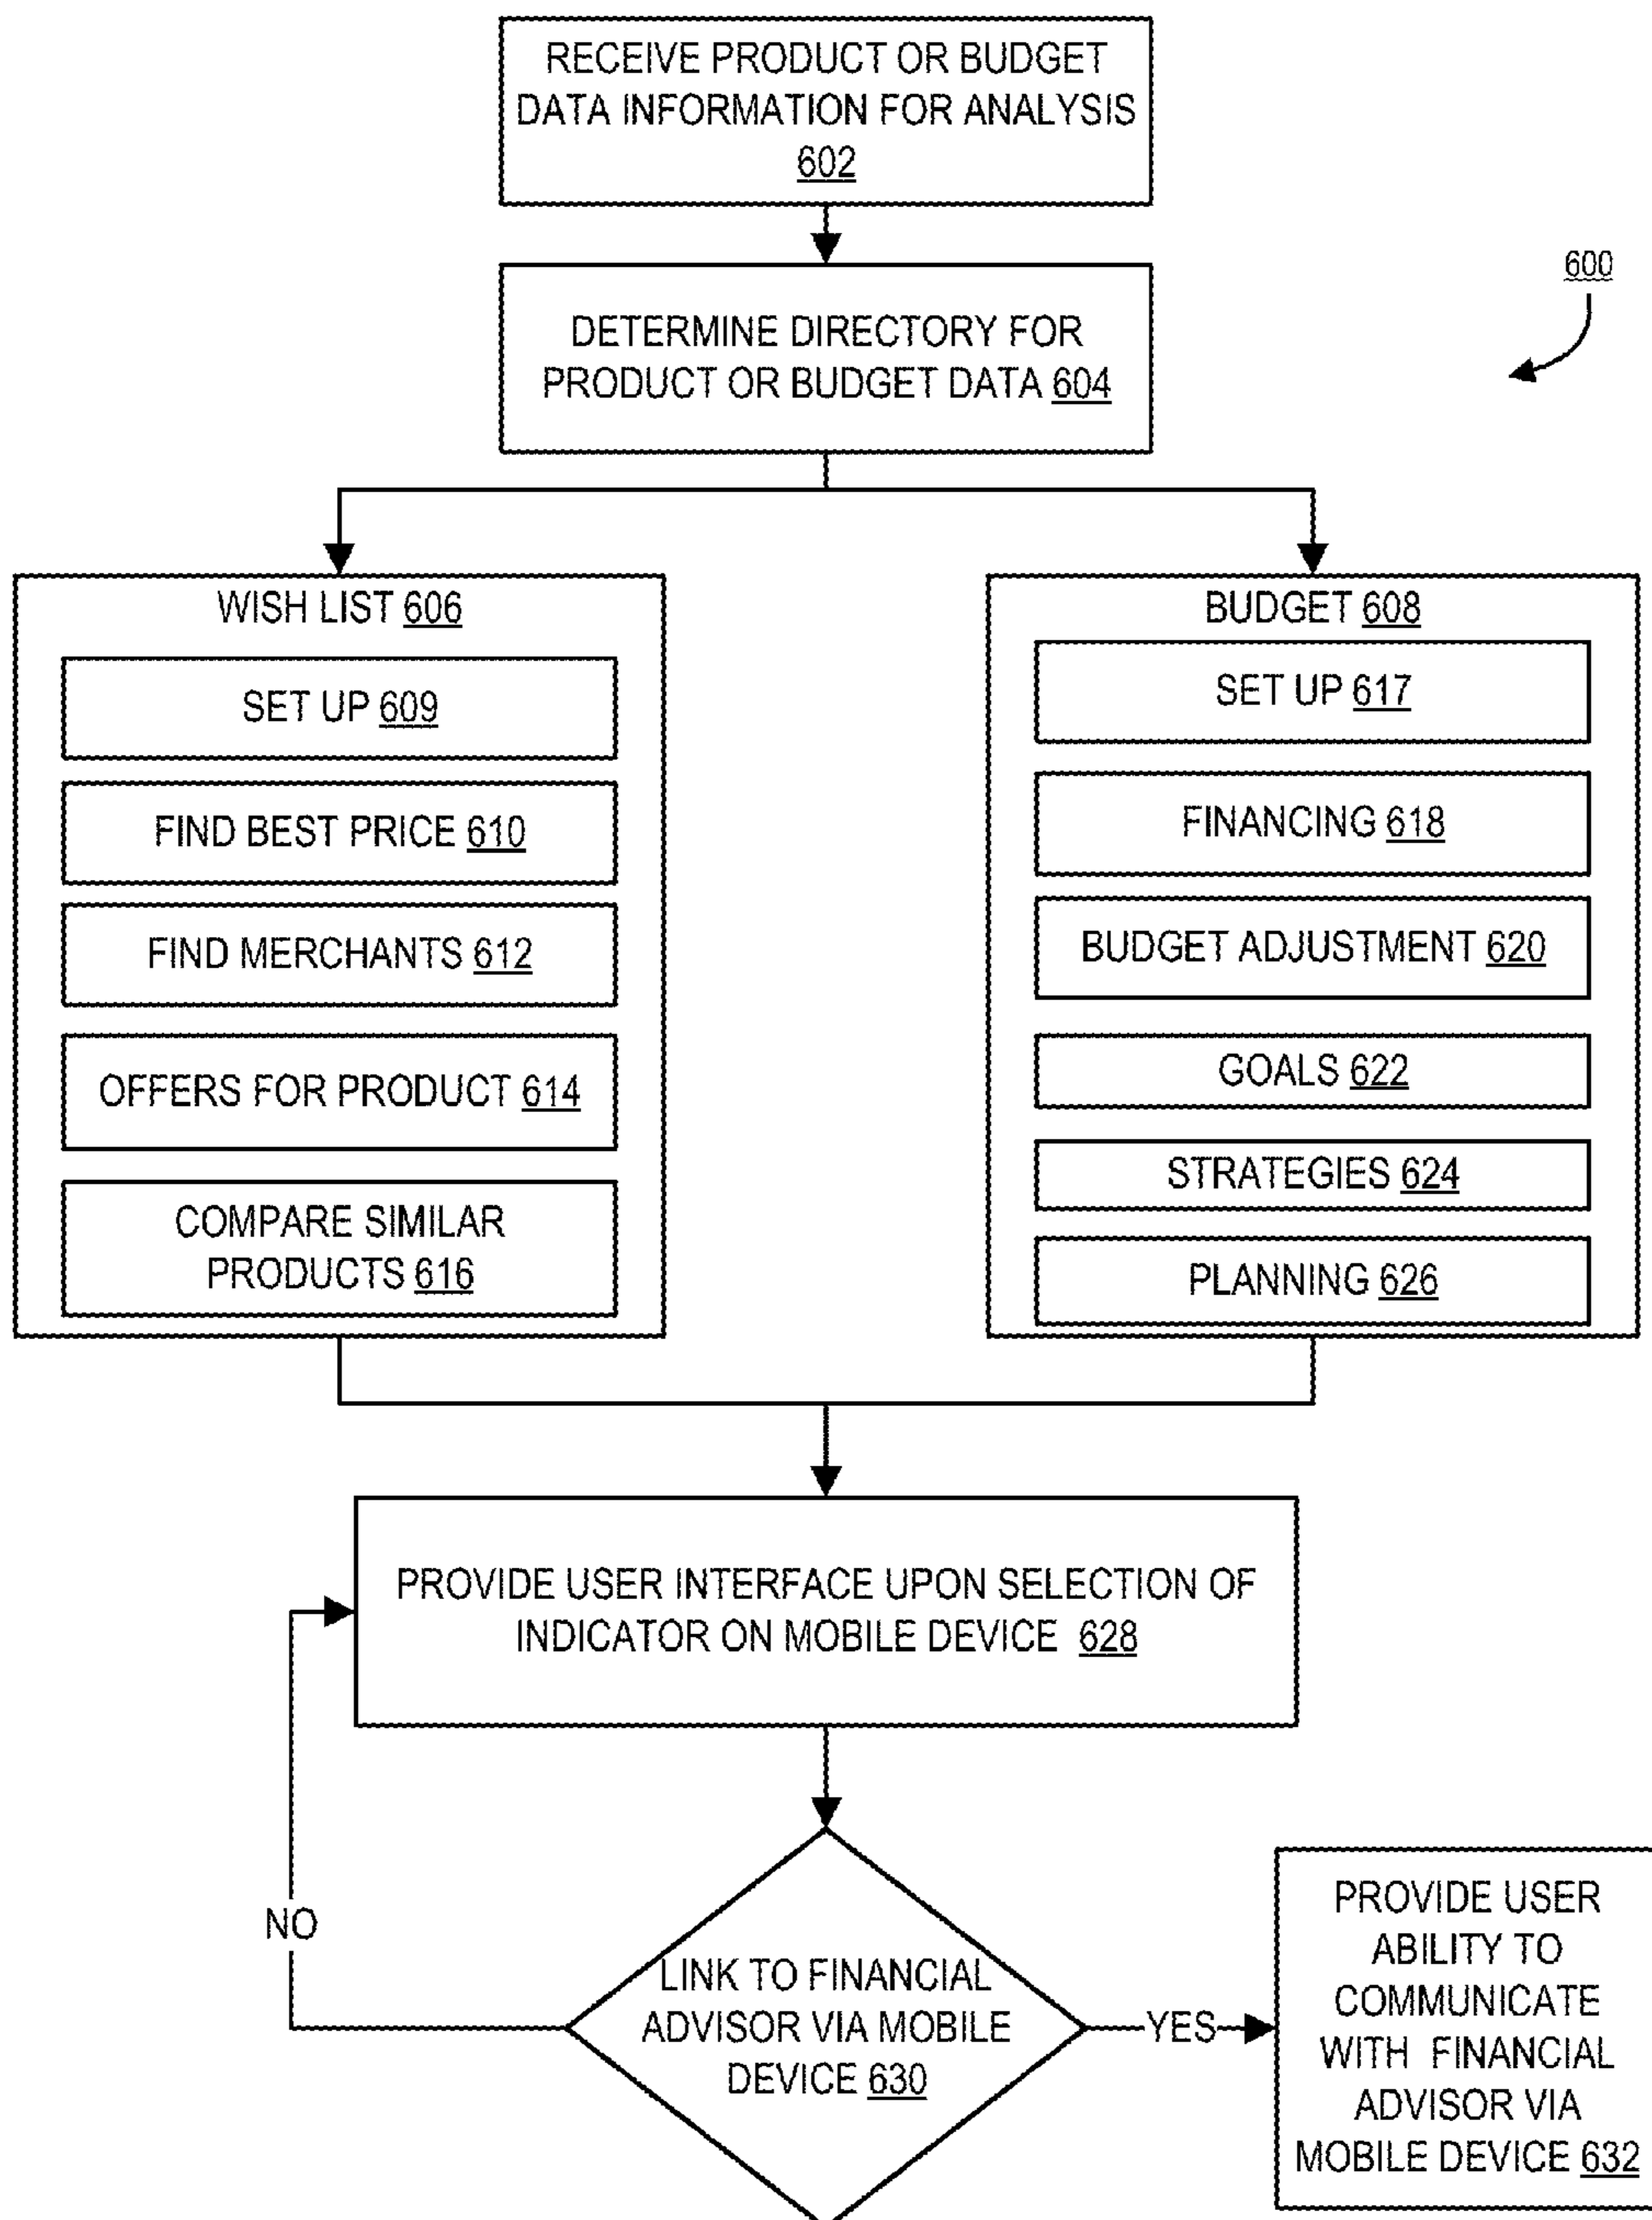 RECEIVE PRODUCT OR BUDGET
DATA INFORMATION FOR ANALYSIS
602
600
DETERMINE DIRECTORY FOR
PRODUCT OR BUDGET DATA 604
WISH LIST 606
SET UP 609
FIND BEST PRICE 610
FIND MERCHANTS 612
OFFERS FOR PRODUCT 614
COMPARE SIMILAR
PRODUCTS 616
BUDGET 608
SET UP 617
FINANCING 618
BUDGET ADJUSTMENT 620
GOALS 622
STRATEGIES 624
PLANNING 626
PROVIDE USER INTERFACE UPON SELECTION OF
INDICATOR ON MOBILE DEVICE 628
NO
LINK TO FINANCIAL
ADVISOR VIA MOBILE
DEVICE 630
YES
PROVIDE USER
ABILITY TO
COMMUNICATE
WITH FINANCIAL
ADVISOR VIA
MOBILE DEVICE 632